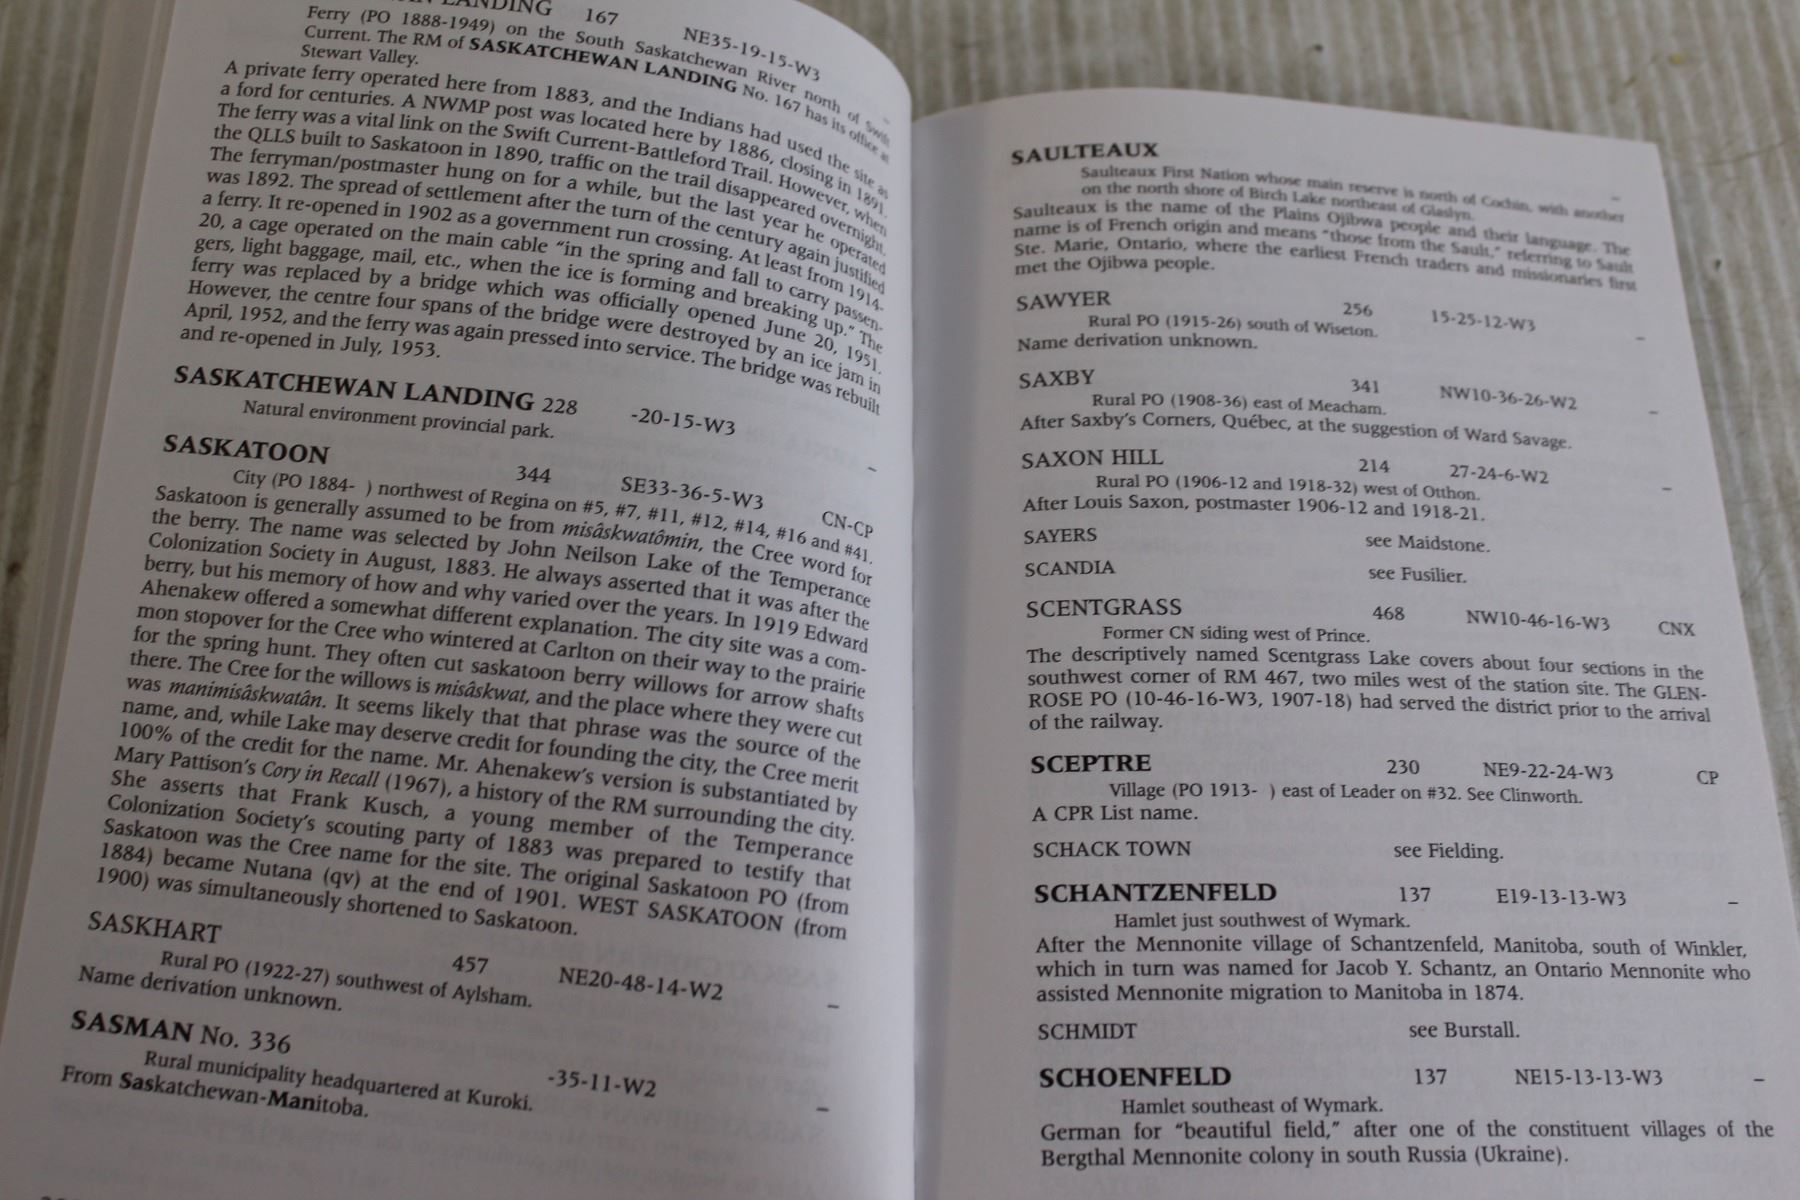 LANDING 167 NE35-19-15-W3
Ferry (PO 1888-1949) on the South Saskatchewan River north of Swift
Current. The RM of SASKATCHEWAN LANDING No. 167 has its office at
Stewart Valley.
A private ferry operated here from 1883, and the Indians had used the site as
a ford for centuries. A NWMP post was located here by 1886, closing in 1891.
The ferry was a vital link on the Swift Current-Battleford Trail. However, when
the QLLS built to Saskatoon in 1890, traffic on the trail disappeared overnight.
The ferryman/postmaster hung on for a while, but the last year he operated
was 1892. The spread of settlement after the turn of the century again justified
a ferry. It re-opened in 1902 as a government run crossing. At least from 1914-
20, a cage operated on the main cable “in the spring and fall to carry passen-
gers, light baggage, mail, etc., when the ice is forming and breaking up.” The
ferry was replaced by a bridge which was officially opened June 20, 1951.
However, the centre four spans of the bridge were destroyed by an ice jam in
April, 1952, and the ferry was again pressed into service. The bridge was rebuilt
and re-opened in July, 1953.
SASKATCHEWAN LANDING 228 -20-15-W3 –
Natural environment provincial park.
SASKATOON 344 SE33-36-5-W3 CN-CP
City (PO 1884- ) northwest of Regina on #5, #7, #11, #12, #14, #16 and #41.
Saskatoon is generally assumed to be from misâskwatômin, the Cree word for
the berry. The name was selected by John Neilson Lake of the Temperance
Colonization Society in August, 1883. He always asserted that it was after the
berry, but his memory of how and why varied over the years. In 1919 Edward
Ahenakew offered a somewhat different explanation. The city site was a com-
mon stopover for the Cree who wintered at Carlton on their way to the prairie
for the spring hunt. They often cut saskatoon berry willows for arrow shafts
there. The Cree for the willows is misâskwat, and the place where they were cut
was manimisâskwatân. It seems likely that that phrase was the source of the
name, and, while Lake may deserve credit for founding the city, the Cree merit
100% of the credit for the name. Mr. Ahenakew’s version is substantiated by
Mary Pattison’s Cory in Recall (1967), a history of the RM surrounding the city.
She asserts that Frank Kusch, a young member of the Temperance
Colonization Society’s scouting party of 1883 was prepared to testify that
Saskatoon was the Cree name for the site. The original Saskatoon PO (from
1884) became Nutana (qv) at the end of 1901. WEST SASKATOON (from
1900) was simultaneously shortened to Saskatoon.
SASKHART 457 NE20-48-14-W2 –
Rural PO (1922-27) southwest of Aylsham.
Name derivation unknown.
SASMAN No. 336 -35-11-W2 –
Rural municipality headquartered at Kuroki.
From Saskatchewan-Manitoba.
SAULTEAUX –
Saulteaux First Nation whose main reserve is north of Cochin, with another
on the north shore of Birch Lake northeast of Glaslyn.
Saulteaux is the name of the Plains Ojibwa people and their language. The
name is of French origin and means “those from the Sault,” referring to Sault
Ste. Marie, Ontario, where the earliest French traders and missionaries first
met the Ojibwa people.
SAWYER 256 15-25-12-W3 –
Rural PO (1915-26) south of Wiseton.
Name derivation unknown.
SAXBY 341 NW10-36-26-W2 –
Rural PO (1908-36) east of Meacham.
After Saxby’s Corners, Québec, at the suggestion of Ward Savage.
SAXON HILL 214 27-24-6-W2 –
Rural PO (1906-12 and 1918-32) west of Otthon.
After Louis Saxon, postmaster 1906-12 and 1918-21.
SAYERS see Maidstone.
SCANDIA see Fusilier.
SCENTGRASS 468 NW10-46-16-W3 CNX
Former CN siding west of Prince.
The descriptively named Scentgrass Lake covers about four sections in the
southwest corner of RM 467, two miles west of the station site. The GLEN-
ROSE PO (10-46-16-W3, 1907-18) had served the district prior to the arrival
of the railway.
SCEPTRE 230 NE9-22-24-W3 CP
Village (PO 1913- ) east of Leader on #32. See Clinworth.
A CPR List name.
SCHACK TOWN see Fielding.
SCHANTZENFELD 137 E19-13-13-W3 –
Hamlet just southwest of Wymark.
After the Mennonite village of Schantzenfeld, Manitoba, south of Winkler,
which in turn was named for Jacob Y. Schantz, an Ontario Mennonite who
assisted Mennonite migration to Manitoba in 1874.
SCHMIDT see Burstall.
SCHOENFELD 137 NE15-13-13-W3 –
Hamlet southeast of Wymark.
German for “beautiful field,” after one of the constituent villages of the
Bergthal Mennonite colony in south Russia (Ukraine).